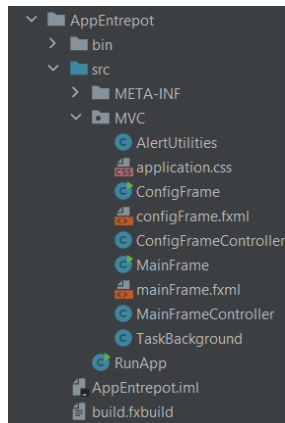 AppEntrepot
bin
src
META-INF
MVC
C AlertUtilities
CSS application.css
C ConfigFrame
configFrame.fxml
C ConfigFrameController
C MainFrame
mainFrame.fxml
C MainFrameController
C TaskBackground
C RunApp
AppEntrepot.iml
build.fxbuild